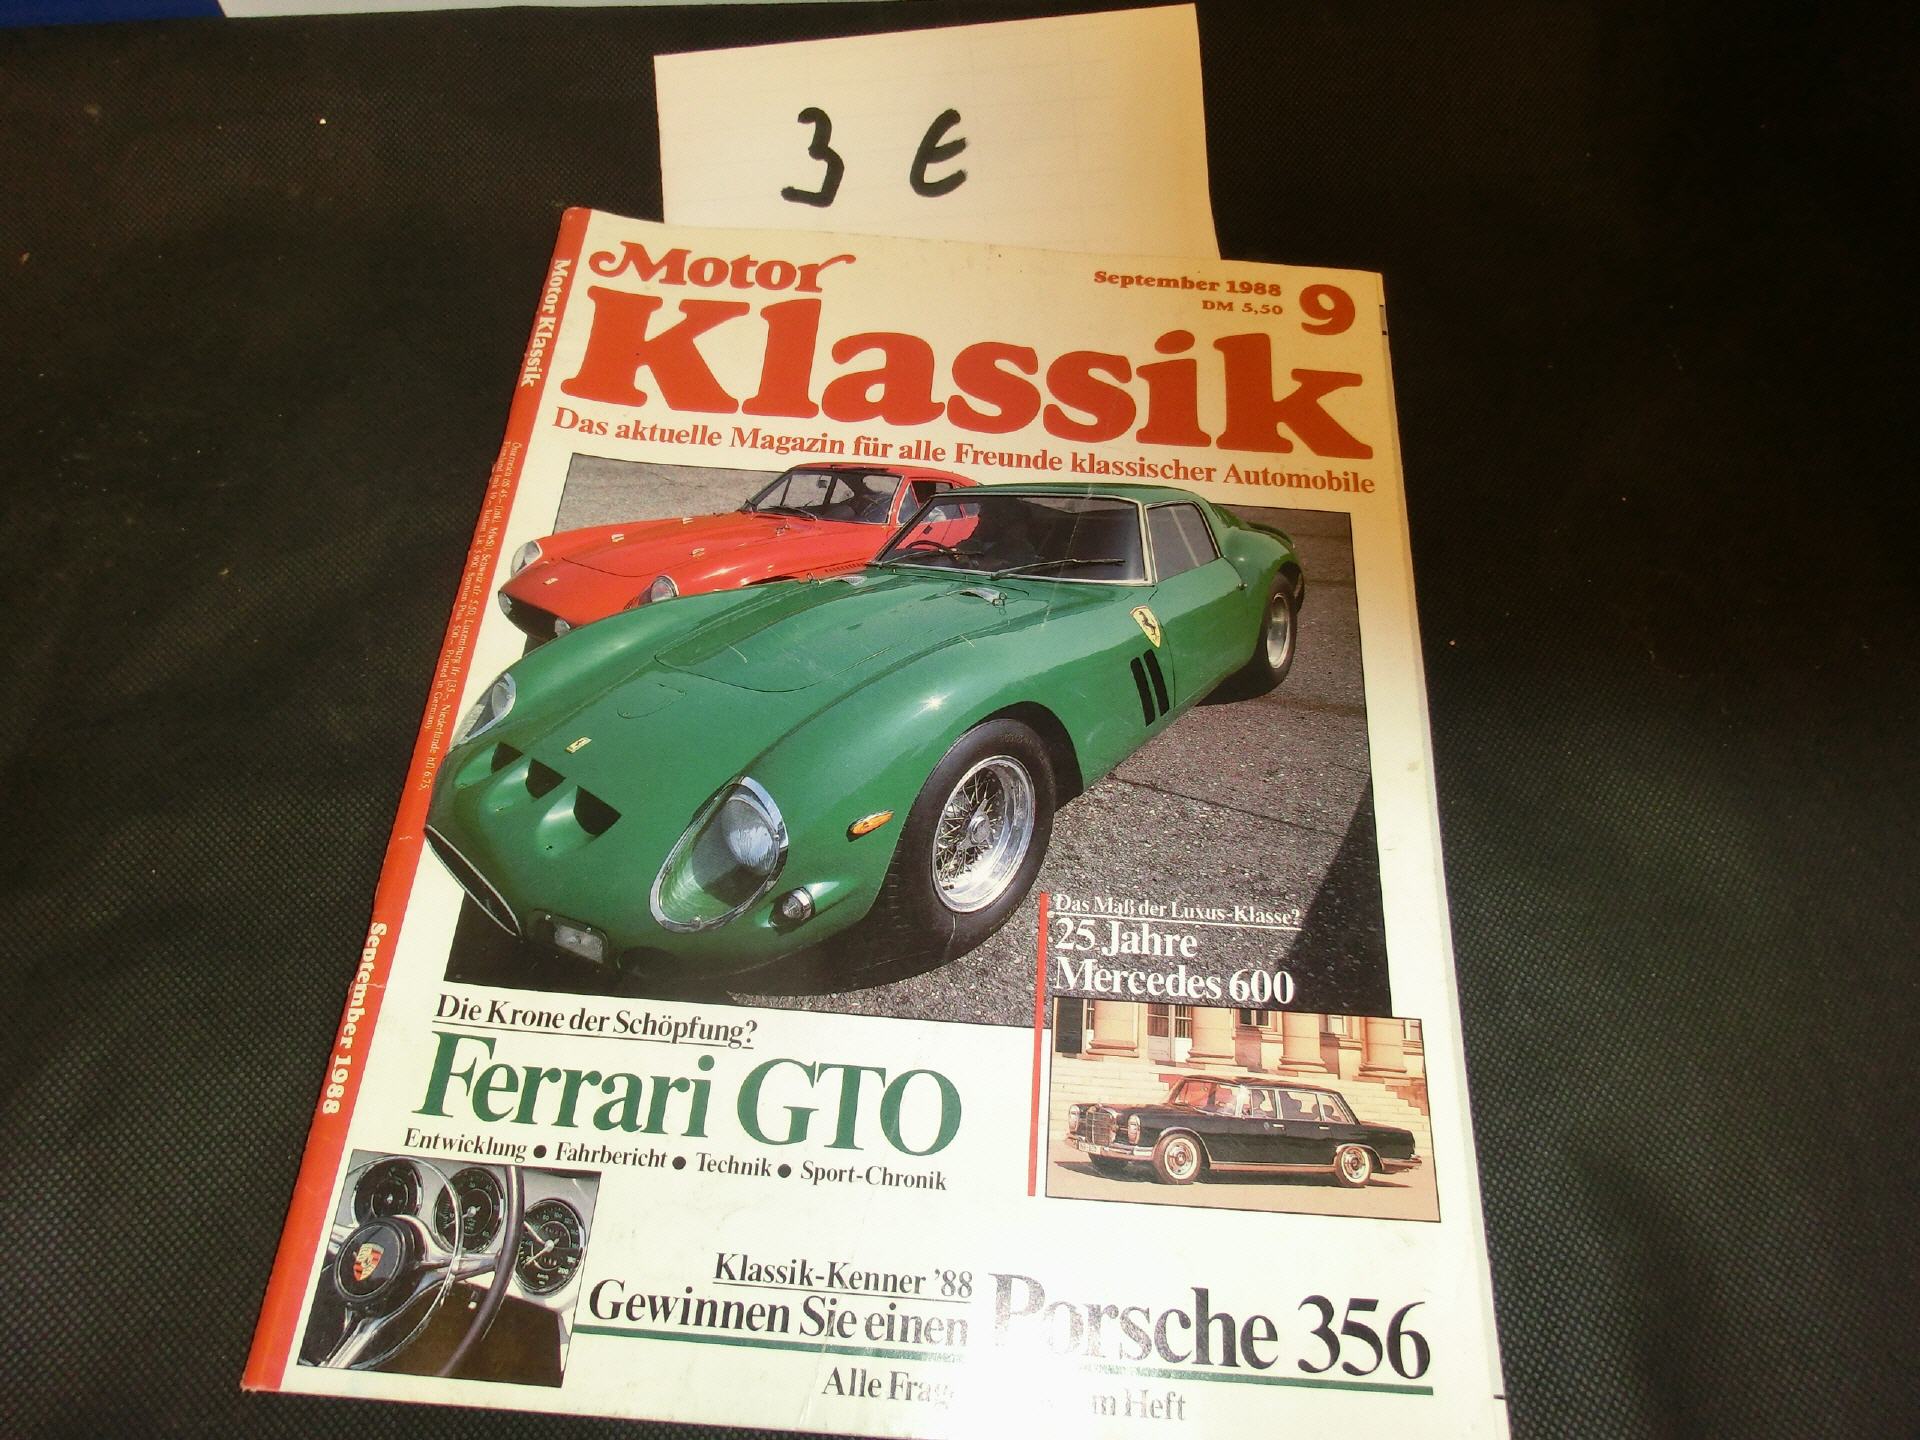 3 €
Motor
Klassik
September 1988 9
DM 5,50
Das aktuelle Magazin für alle Freunde klassischer Automobile
Motor Klassik
September 1988
Das Maß der Luxus-Klasse?
25 Jahre
Mercedes 600
Die Krone der Schöpfung?
Ferrari GTO
Entwicklung ● Fahrbericht ● Technik ● Sport-Chronik
Klassik-Kenner '88
Gewinnen Sie einen Porsche 356
Alle Heft